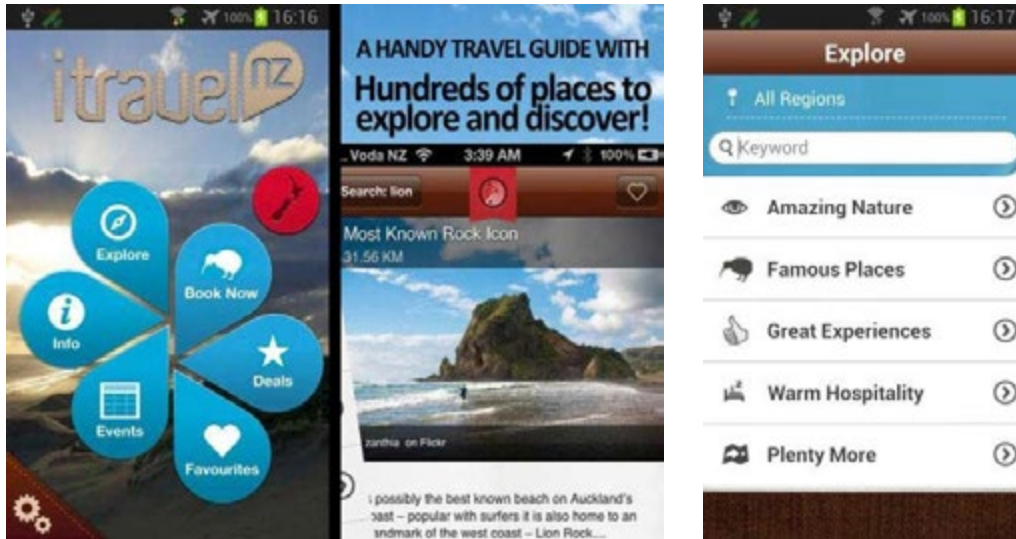 100% 16:16
itravel nz
Explore
Book Now
Info
Deals
Events
Favourites
A HANDY TRAVEL GUIDE WITH
Hundreds of places to
explore and discover!
Voda NZ 3:39 AM 100%
Search: lion
Most Known Rock Icon
31.56 KM
zanthia on Flickr
possibly the best known beach on Auckland's
past – popular with surfers it is also home to an
andmark of the west coast – Lion Rock....
100% 16:17
Explore
All Regions
Keyword
Amazing Nature
Famous Places
Great Experiences
Warm Hospitality
Plenty More